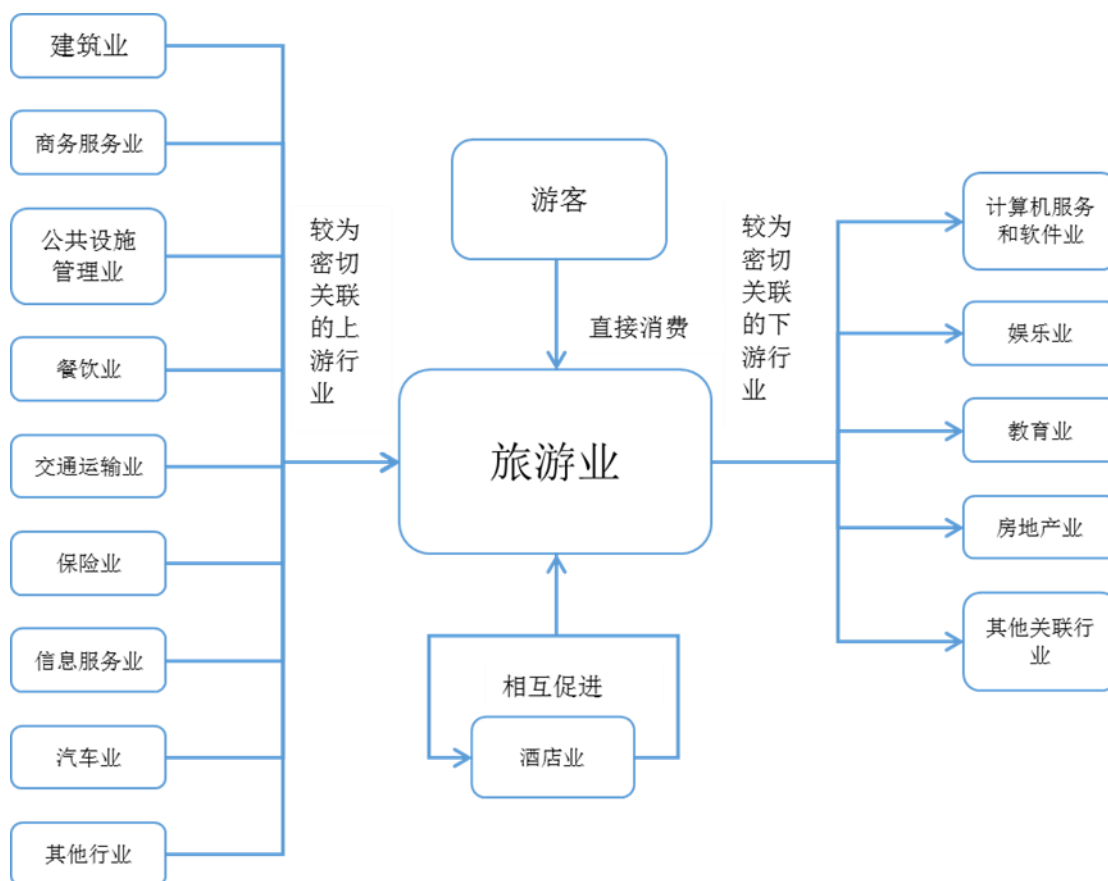 建筑业
商务服务业
公共设施
管理业
餐饮业
交通运输业
保险业
信息服务业
汽车业
其他行业
较为
密切
关联
的上
游行
业
游客
直接消费
旅游业
相互促进
酒店业
较为
密切
关联
的下
游行
业
计算机服务
和软件业
娱乐业
教育业
房地产业
其他关联行
业